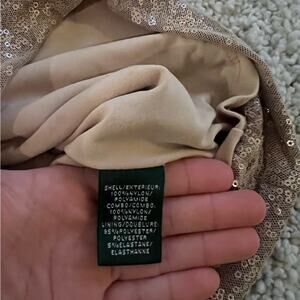 SHELL/EXTERIEUR:
100%NYLON/
POLYAMIDE
COMBO/COMBO:
100%NYLON/
POLYAMIDE
LINING/DOUBLURE:
95%POLYESTER/
POLYESTER
5%ELASTANE/
ELASTHANNE